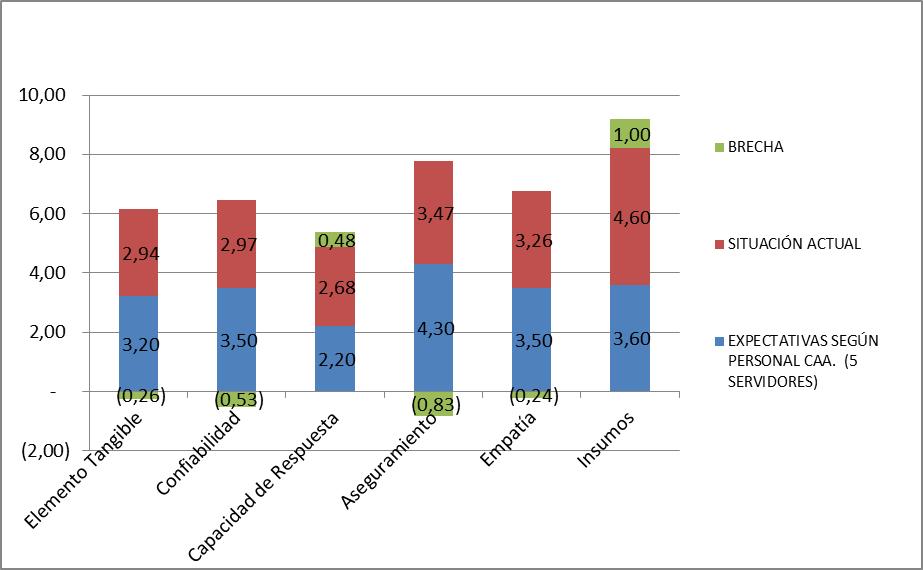 10,00
8,00
6,00
4,00
2,00
-
(2,00)
2,94
2,97
0,48
2,68
3,47
3,26
1,00
4,60
3,20
3,50
2,20
4,30
3,50
3,60
(0,26)
(0,53)
(0,83)
(0,24)
Elemento Tangible
Confiabilidad
Capacidad de Respuesta
Aseguramiento
Empatía
Insumos
BRECHA
SITUACIÓN ACTUAL
EXPECTATIVAS SEGÚN
PERSONAL CAA. (5
SERVIDORES)